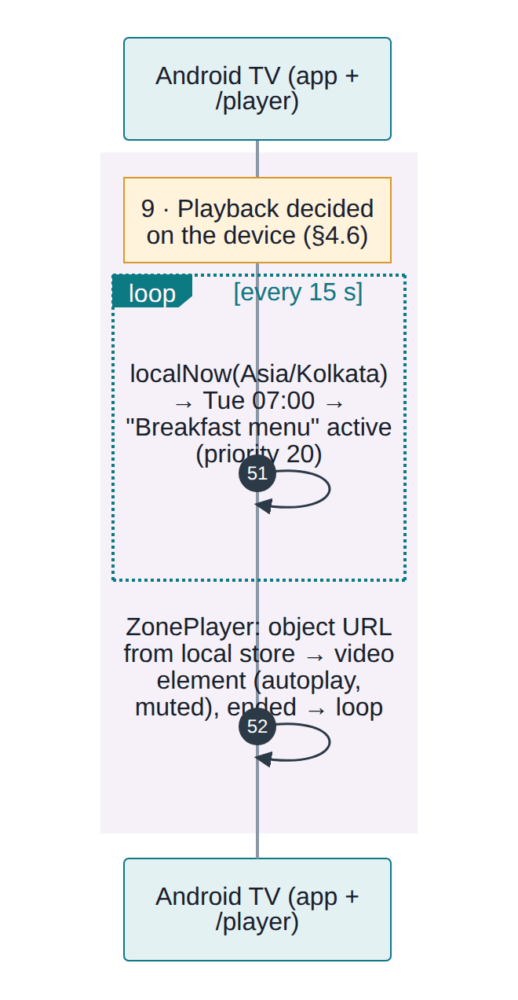 Android TV (app +
/player)
9 · Playback decided
on the device (§4.6)
loop
[every 15 s]
localNow(Asia/Kolkata)
→ Tue 07:00 →
"Breakfast menu" active
(priority 20)
51
ZonePlayer: object URL
from local store → video
element (autoplay,
muted), ended → loop
52
Android TV (app +
/player)